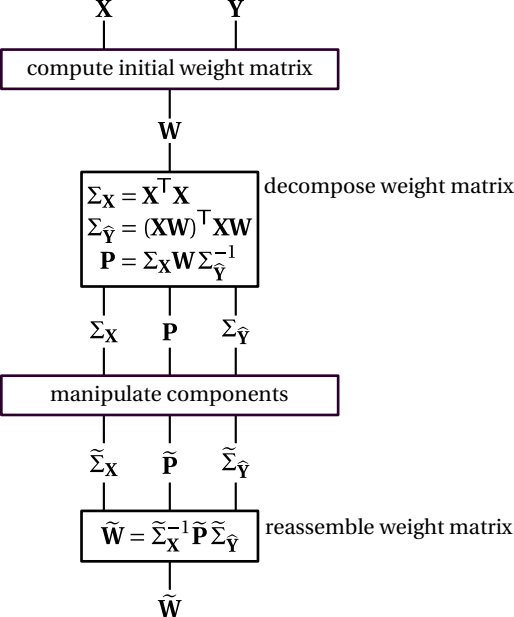 X Y
compute initial weight matrix
W
decompose weight matrix
Σ_X = X^⊤X
Σ_Ŷ = (XW)^⊤XW
P = Σ_X W Σ_Ŷ^−1
Σ_X P Σ_Ŷ
manipulate components
Σ̃_X P̃ Σ̃_Ŷ
W̃ = Σ̃_X^−1 P̃ Σ̃_Ŷ reassemble weight matrix
W̃